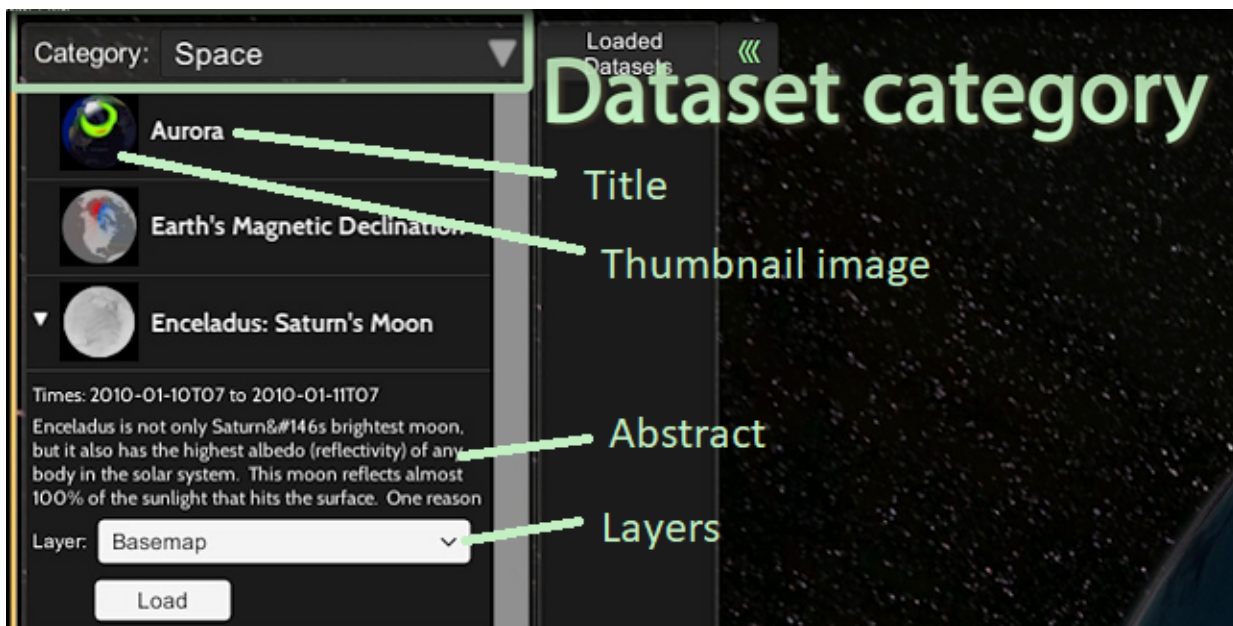 Category: Space
Loaded
Datasets
Dataset category
Aurora
Title
Earth's Magnetic Declination
Thumbnail image
Enceladus: Saturn's Moon
Times: 2010-01-10T07 to 2010-01-11T07
Enceladus is not only Saturn&#146s brightest moon,
but it also has the highest albedo (reflectivity) of any
body in the solar system.  This moon reflects almost
100% of the sunlight that hits the surface.  One reason
Abstract
Layer: Basemap
Layers
Load